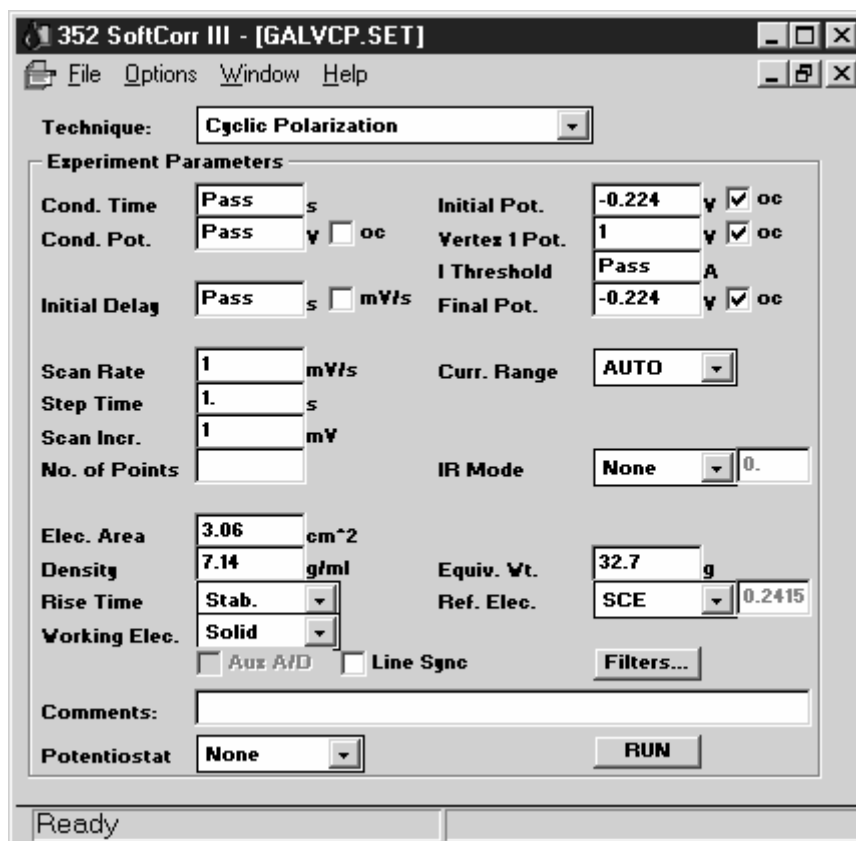 352 SoftCorr III - [GALVCP.SET]
File Options Window Help
Technique: Cyclic Polarization
Experiment Parameters
Cond. Time Pass s Initial Pot. -0.224 V oc
Cond. Pot. Pass V oc Vertex 1 Pot. 1 V oc
I Threshold Pass A
Initial Delay Pass s mV/s Final Pot. -0.224 V oc
Scan Rate 1 mV/s Curr. Range AUTO
Step Time 1. s
Scan Incr. 1 mV
No. of Points IR Mode None 0.
Elec. Area 3.06 cm^2
Density 7.14 g/ml Equiv. Wt. 32.7 g
Rise Time Stab. Ref. Elec. SCE 0.2415
Working Elec. Solid
Aux A/D Line Sync Filters...
Comments:
Potentiostat None RUN
Ready